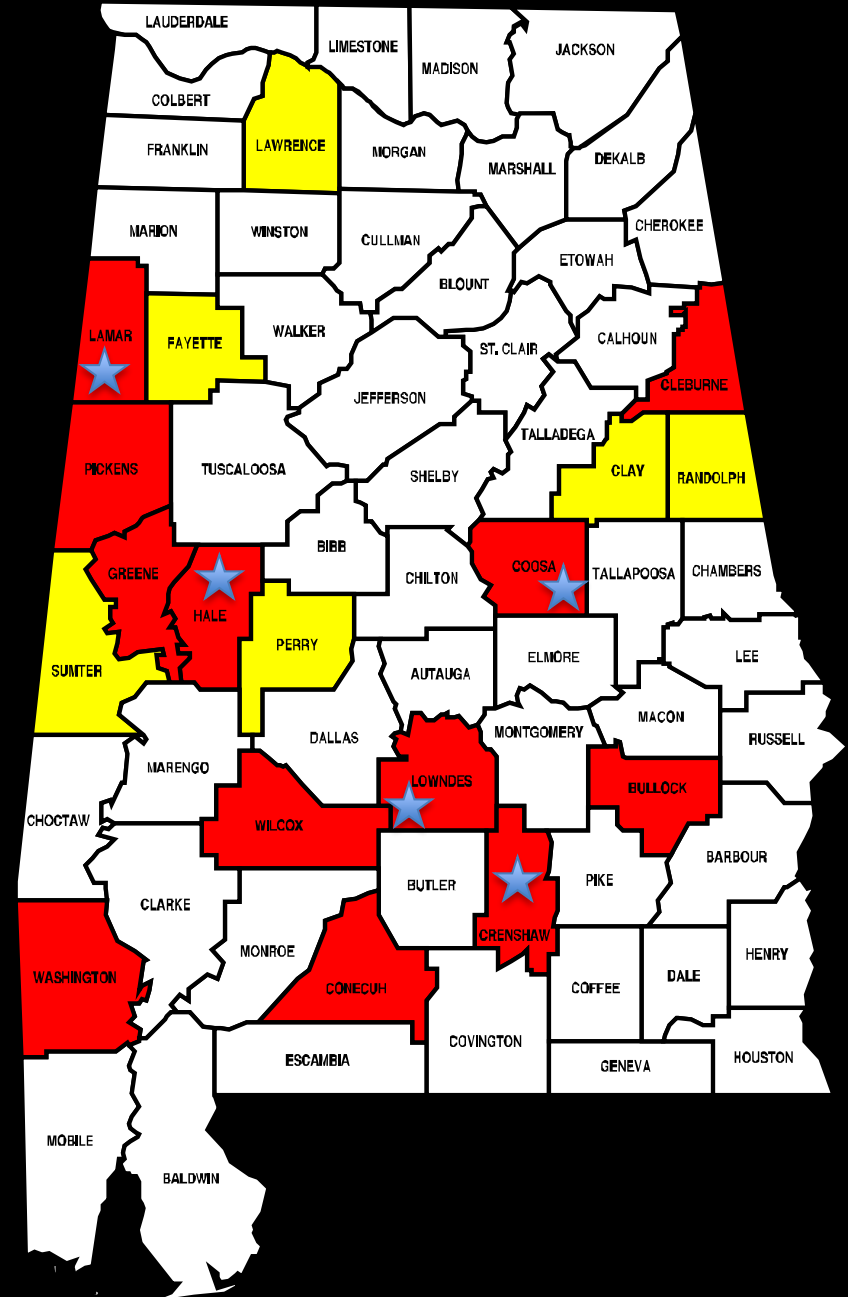 LAUDERDALE
LIMESTONE
MADISON
JACKSON
COLBERT
LAWRENCE
FRANKLIN
MORGAN
MARSHALL
DEKALB
CHEROKEE
MARION
WINSTON
CULLMAN
ETOWAH
BLOUNT
LAMAR
FAYETTE
WALKER
ST. CLAIR
CALHOUN
CLEBURNE
JEFFERSON
TALLADEGA
PICKENS
TUSCALOOSA
SHELBY
CLAY
RANDOLPH
BIBB
GREENE
CHILTON
COOSA
TALLAPOOSA
CHAMBERS
HALE
PERRY
SUMTER
AUTAUGA
ELMORE
LEE
MACON
DALLAS
MONTGOMERY
RUSSELL
MARENGO
LOWNDES
BULLOCK
CHOCTAW
WILCOX
BARBOUR
BUTLER
PIKE
CLARKE
CRENSHAW
MONROE
HENRY
WASHINGTON
CONECUH
COFFEE
DALE
COVINGTON
ESCAMBIA
GENEVA
HOUSTON
MOBILE
BALDWIN